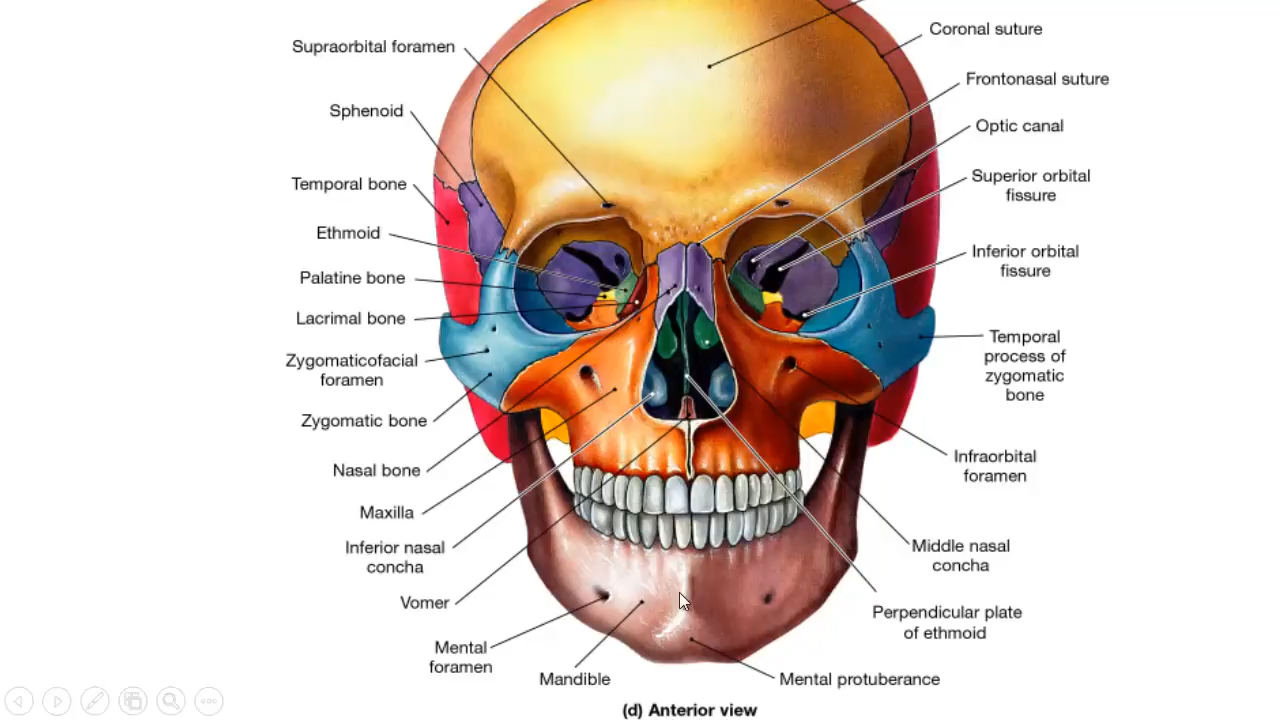 Supraorbital foramen
Sphenoid
Temporal bone
Ethmoid
Palatine bone
Lacrimal bone
Zygomaticofacial
foramen
Zygomatic bone
Nasal bone
Maxilla
Inferior nasal
concha
Vomer
Mental
foramen
Mandible
Coronal suture
Frontonasal suture
Optic canal
Superior orbital
fissure
Inferior orbital
fissure
Temporal
process of
zygomatic
bone
Infraorbital
foramen
Middle nasal
concha
Perpendicular plate
of ethmoid
Mental protuberance
(d) Anterior view